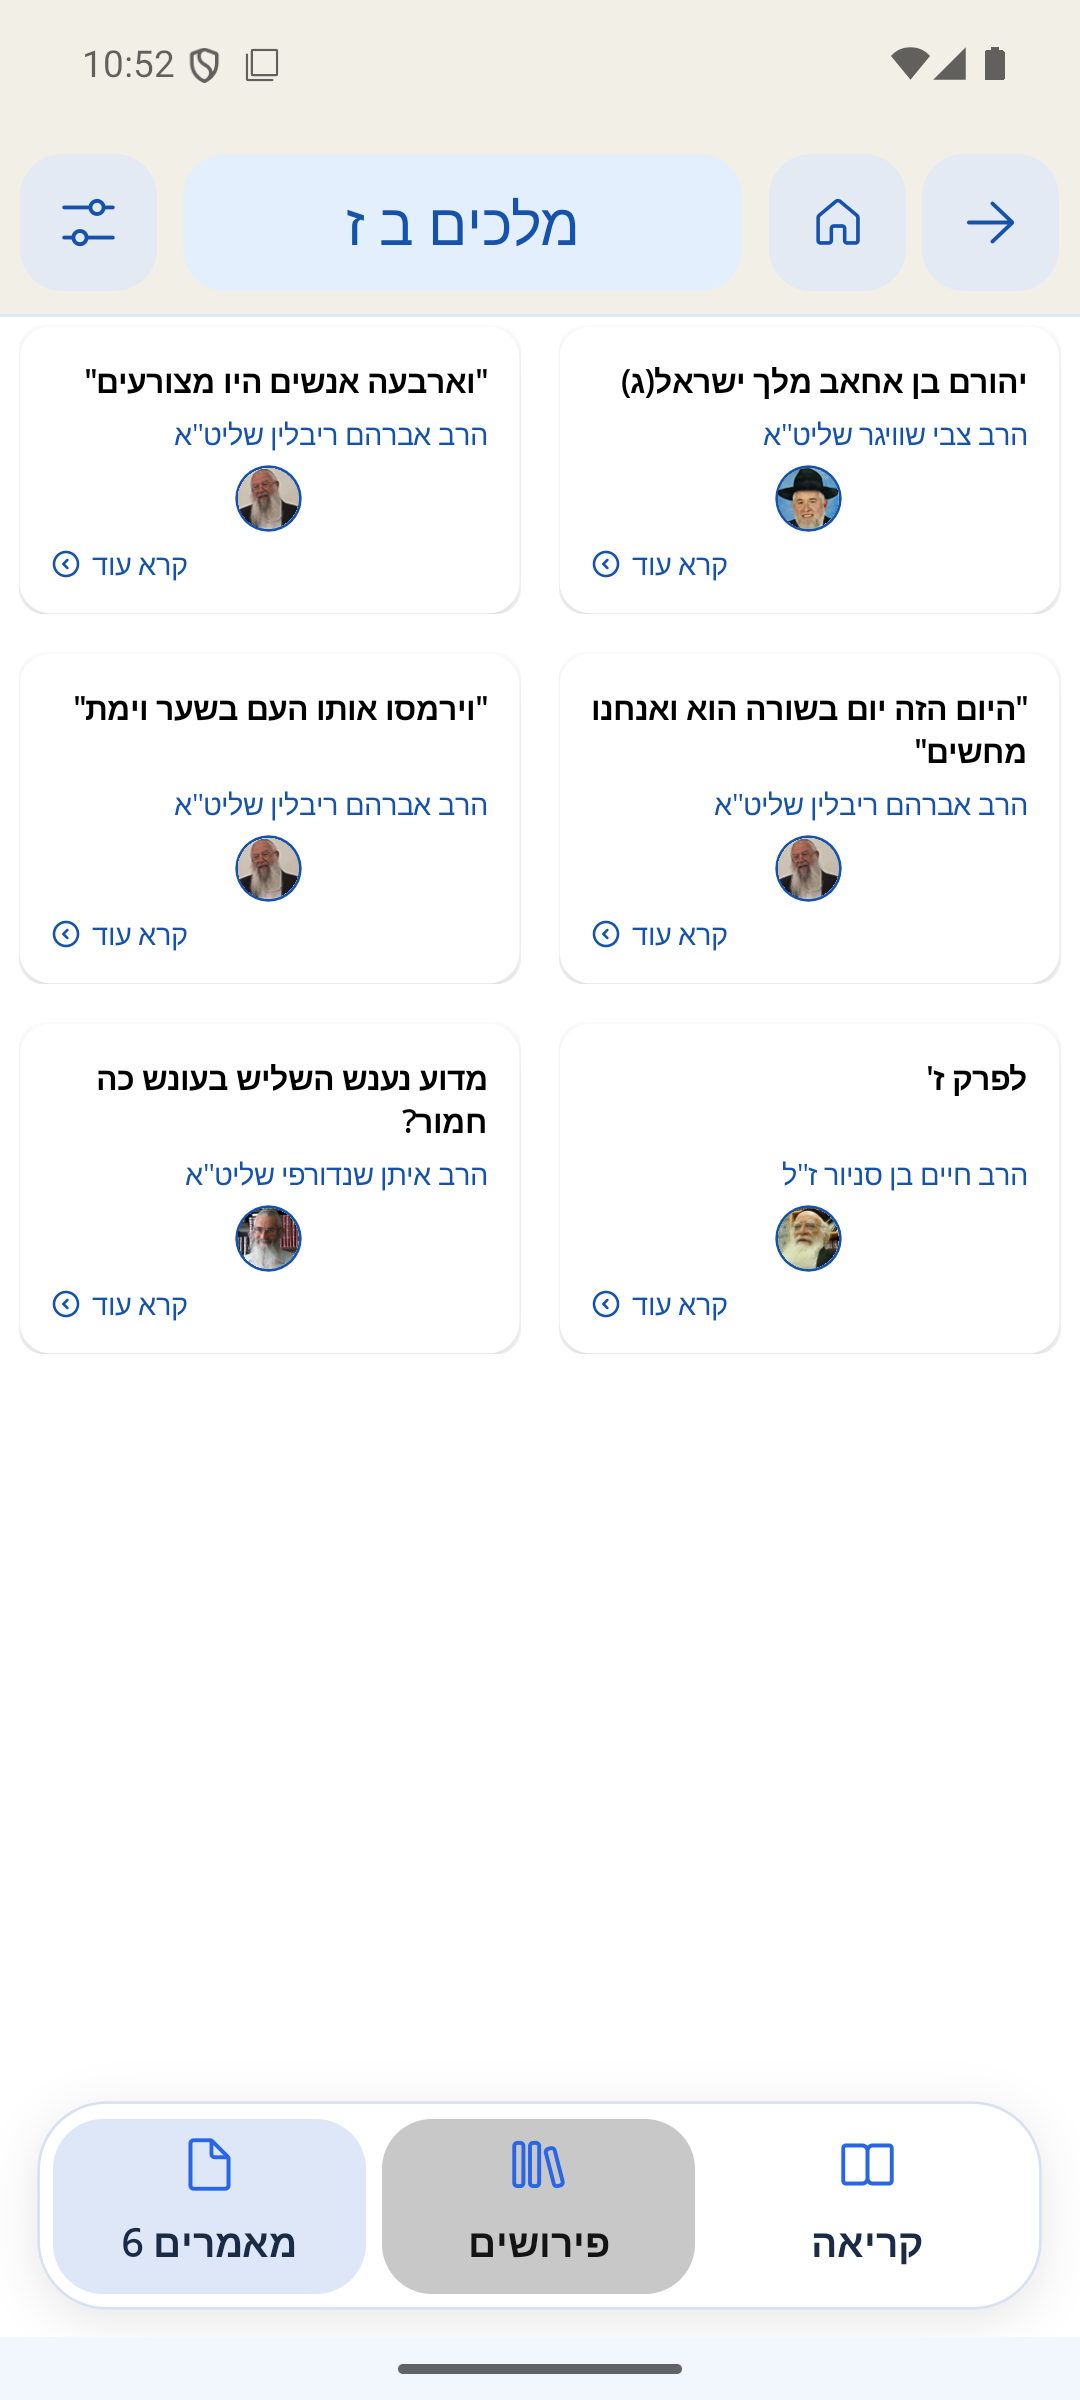 10:52
מלכים ב ז
יהורם בן אחאב מלך ישראל(ג)
הרב צבי שוויגר שליט"א
קרא עוד
"וארבעה אנשים היו מצורעים"
הרב אברהם ריבלין שליט"א
קרא עוד
"היום הזה יום בשורה הוא ואנחנו
מחשים"
הרב אברהם ריבלין שליט"א
קרא עוד
"וירמסו אותו העם בשער וימת"
הרב אברהם ריבלין שליט"א
קרא עוד
לפרק ז'
הרב חיים בן סניור ז"ל
קרא עוד
מדוע נענש השליש בעונש כה
חמור?
הרב איתן שנדורפי שליט"א
קרא עוד
קריאה
פירושים
מאמרים 6